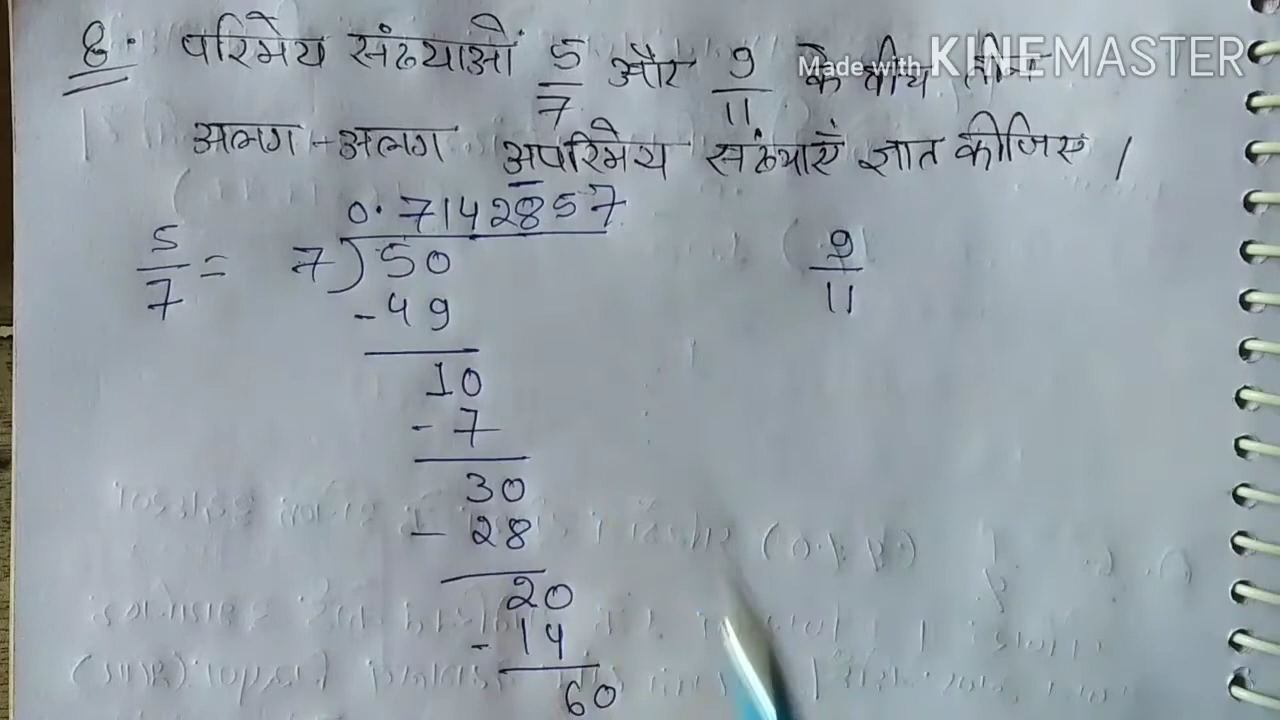 8. परिमेय संख्याओं 5/7 और 9/11 के बीच तीन
Made with KINEMASTER
अलग-अलग अपरिमेय संख्याएं ज्ञात कीजिए |
0.7142857
5/7 = 7)50
9/11
-49
10
-7
30
-28
20
-14
60